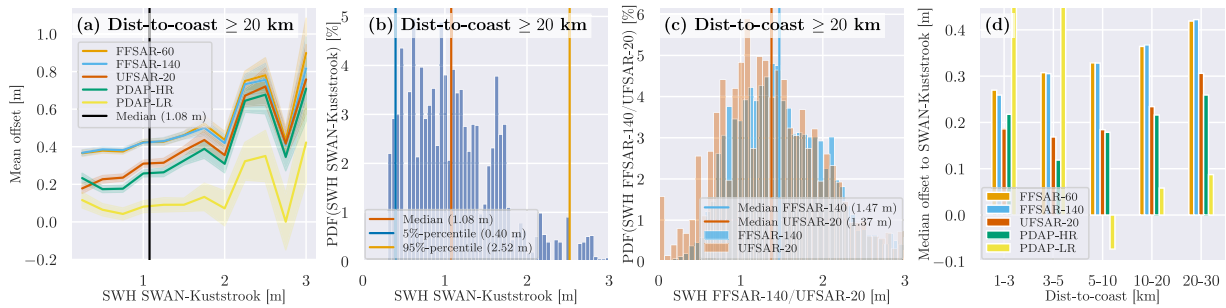 (a) Dist-to-coast ≥ 20 km
FFSAR-60
FFSAR-140
UFSAR-20
PDAP-HR
PDAP-LR
Median (1.08 m)
Mean offset [m]
1.0
0.8
0.6
0.4
0.2
0.0
−0.2
1
2
3
SWH SWAN-Kuststrook [m]
(b) Dist-to-coast ≥ 20 km
PDF(SWH SWAN-Kuststrook) [%]
5
4
3
2
1
0
Median (1.08 m)
5%-percentile (0.40 m)
95%-percentile (2.52 m)
0
1
2
3
SWH SWAN-Kuststrook [m]
(c) Dist-to-coast ≥ 20 km
PDF(SWH FFSAR-140/UFSAR-20) [%]
6
5
4
3
2
1
0
Median FFSAR-140 (1.47 m)
Median UFSAR-20 (1.37 m)
FFSAR-140
UFSAR-20
0
1
2
3
SWH FFSAR-140/UFSAR-20 [m]
(d)
Median offset to SWAN-Kuststrook [m]
0.4
0.3
0.2
0.1
0.0
−0.1
FFSAR-60
FFSAR-140
UFSAR-20
PDAP-HR
PDAP-LR
1-3
3-5
5-10
10-20
20-30
Dist-to-coast [km]